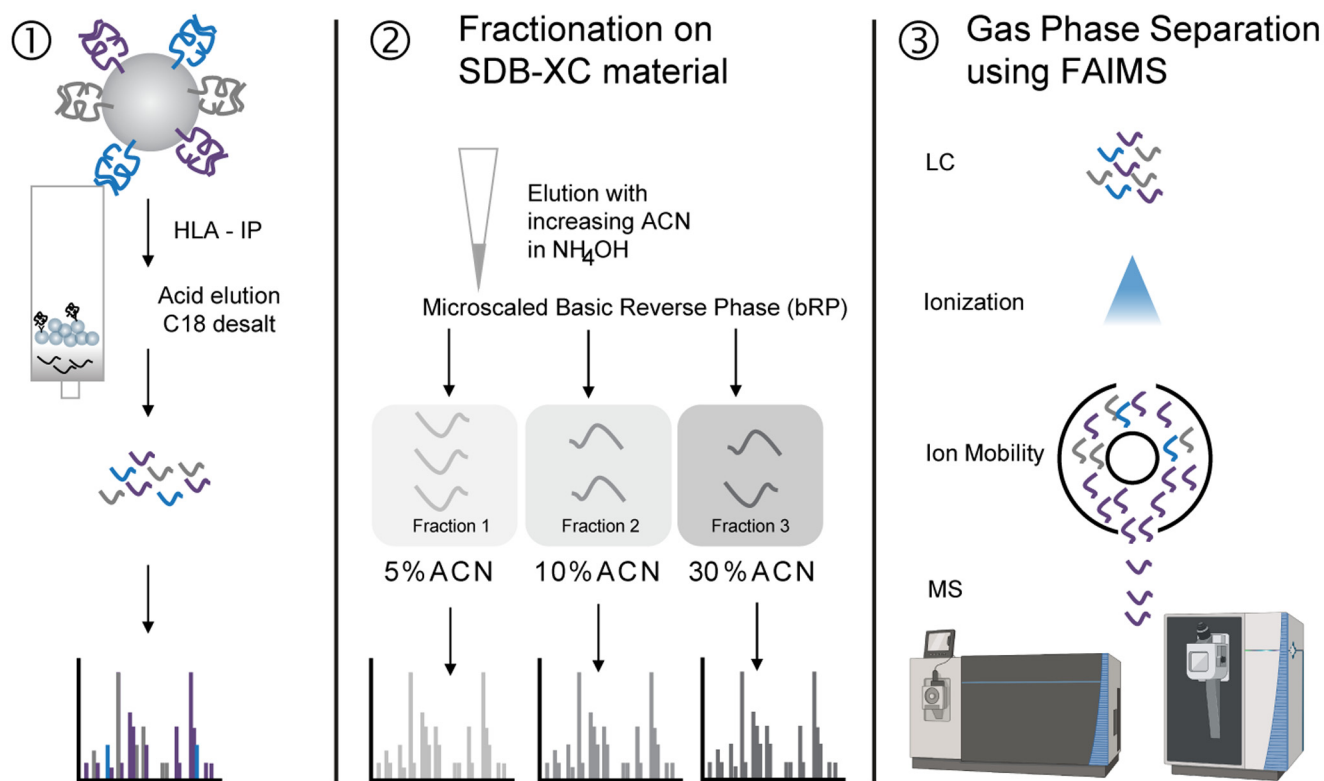 ①
HLA - IP
Acid elution
C18 desalt
②
Fractionation on
SDB-XC material
Elution with
increasing ACN
in NH4OH
Microscaled Basic Reverse Phase (bRP)
Fraction 1
Fraction 2
Fraction 3
5%ACN
10%ACN
30%ACN
③
Gas Phase Separation
using FAIMS
LC
Ionization
Ion Mobility
MS